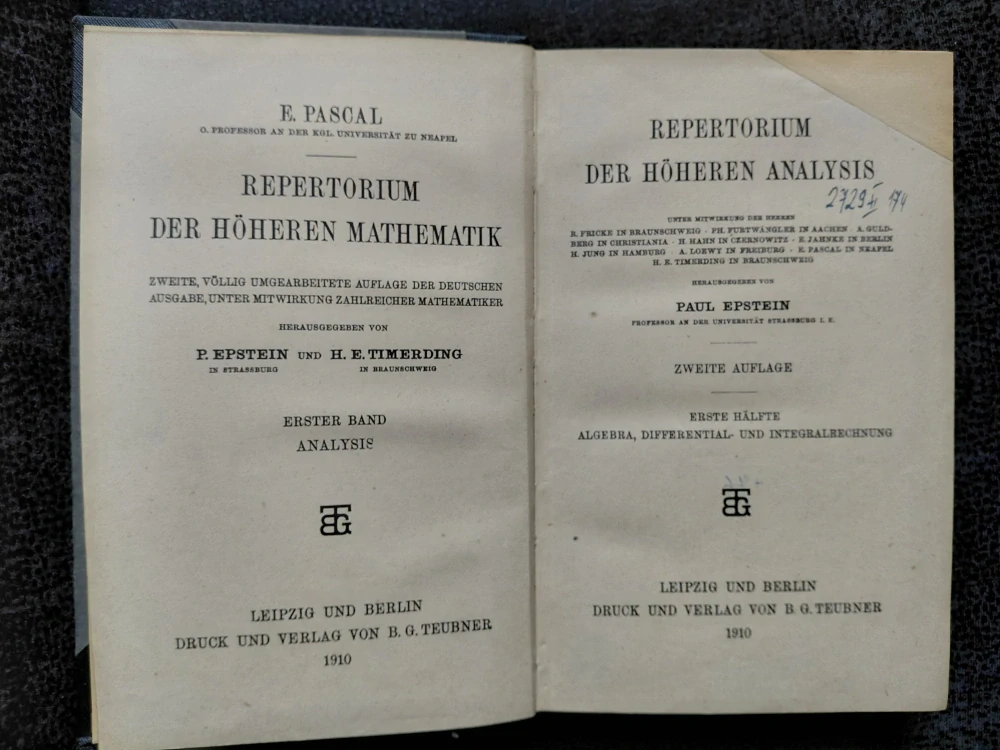 E. PASCAL
O. PROFESSOR AN DER KGL. UNIVERSITÄT ZU NEAPEL
REPERTORIUM
DER HÖHEREN MATHEMATIK
ZWEITE, VÖLLIG UMGEARBEITETE AUFLAGE DER DEUTSCHEN
AUSGABE, UNTER MITWIRKUNG ZAHLREICHER MATHEMATIKER
HERAUSGEGEBEN VON
P. EPSTEIN UND H. E. TIMERDING
IN STRASSBURG IN BRAUNSCHWEIG
ERSTER BAND
ANALYSIS
BTG
LEIPZIG UND BERLIN
DRUCK UND VERLAG VON B. G. TEUBNER
1910
REPERTORIUM
DER HÖHEREN ANALYSIS
2729
UNTER MITWIRKUNG DER HERREN
R. FRICKE IN BRAUNSCHWEIG · PH. FURTWÄNGLER IN AACHEN · A. GULD-
BERG IN CHRISTIANIA · H. HAHN IN CZERNOWITZ · E. JAHNKE IN BERLIN
H. JUNG IN HAMBURG · A. LOEWY IN FREIBURG · E. PASCAL IN NEAPEL
H. E. TIMERDING IN BRAUNSCHWEIG
HERAUSGEGEBEN VON
PAUL EPSTEIN
PROFESSOR AN DER UNIVERSITÄT STRASSBURG I. E.
ZWEITE AUFLAGE
ERSTE HÄLFTE
ALGEBRA, DIFFERENTIAL- UND INTEGRALRECHNUNG
BTG
LEIPZIG UND BERLIN
DRUCK UND VERLAG VON B. G. TEUBNER
1910